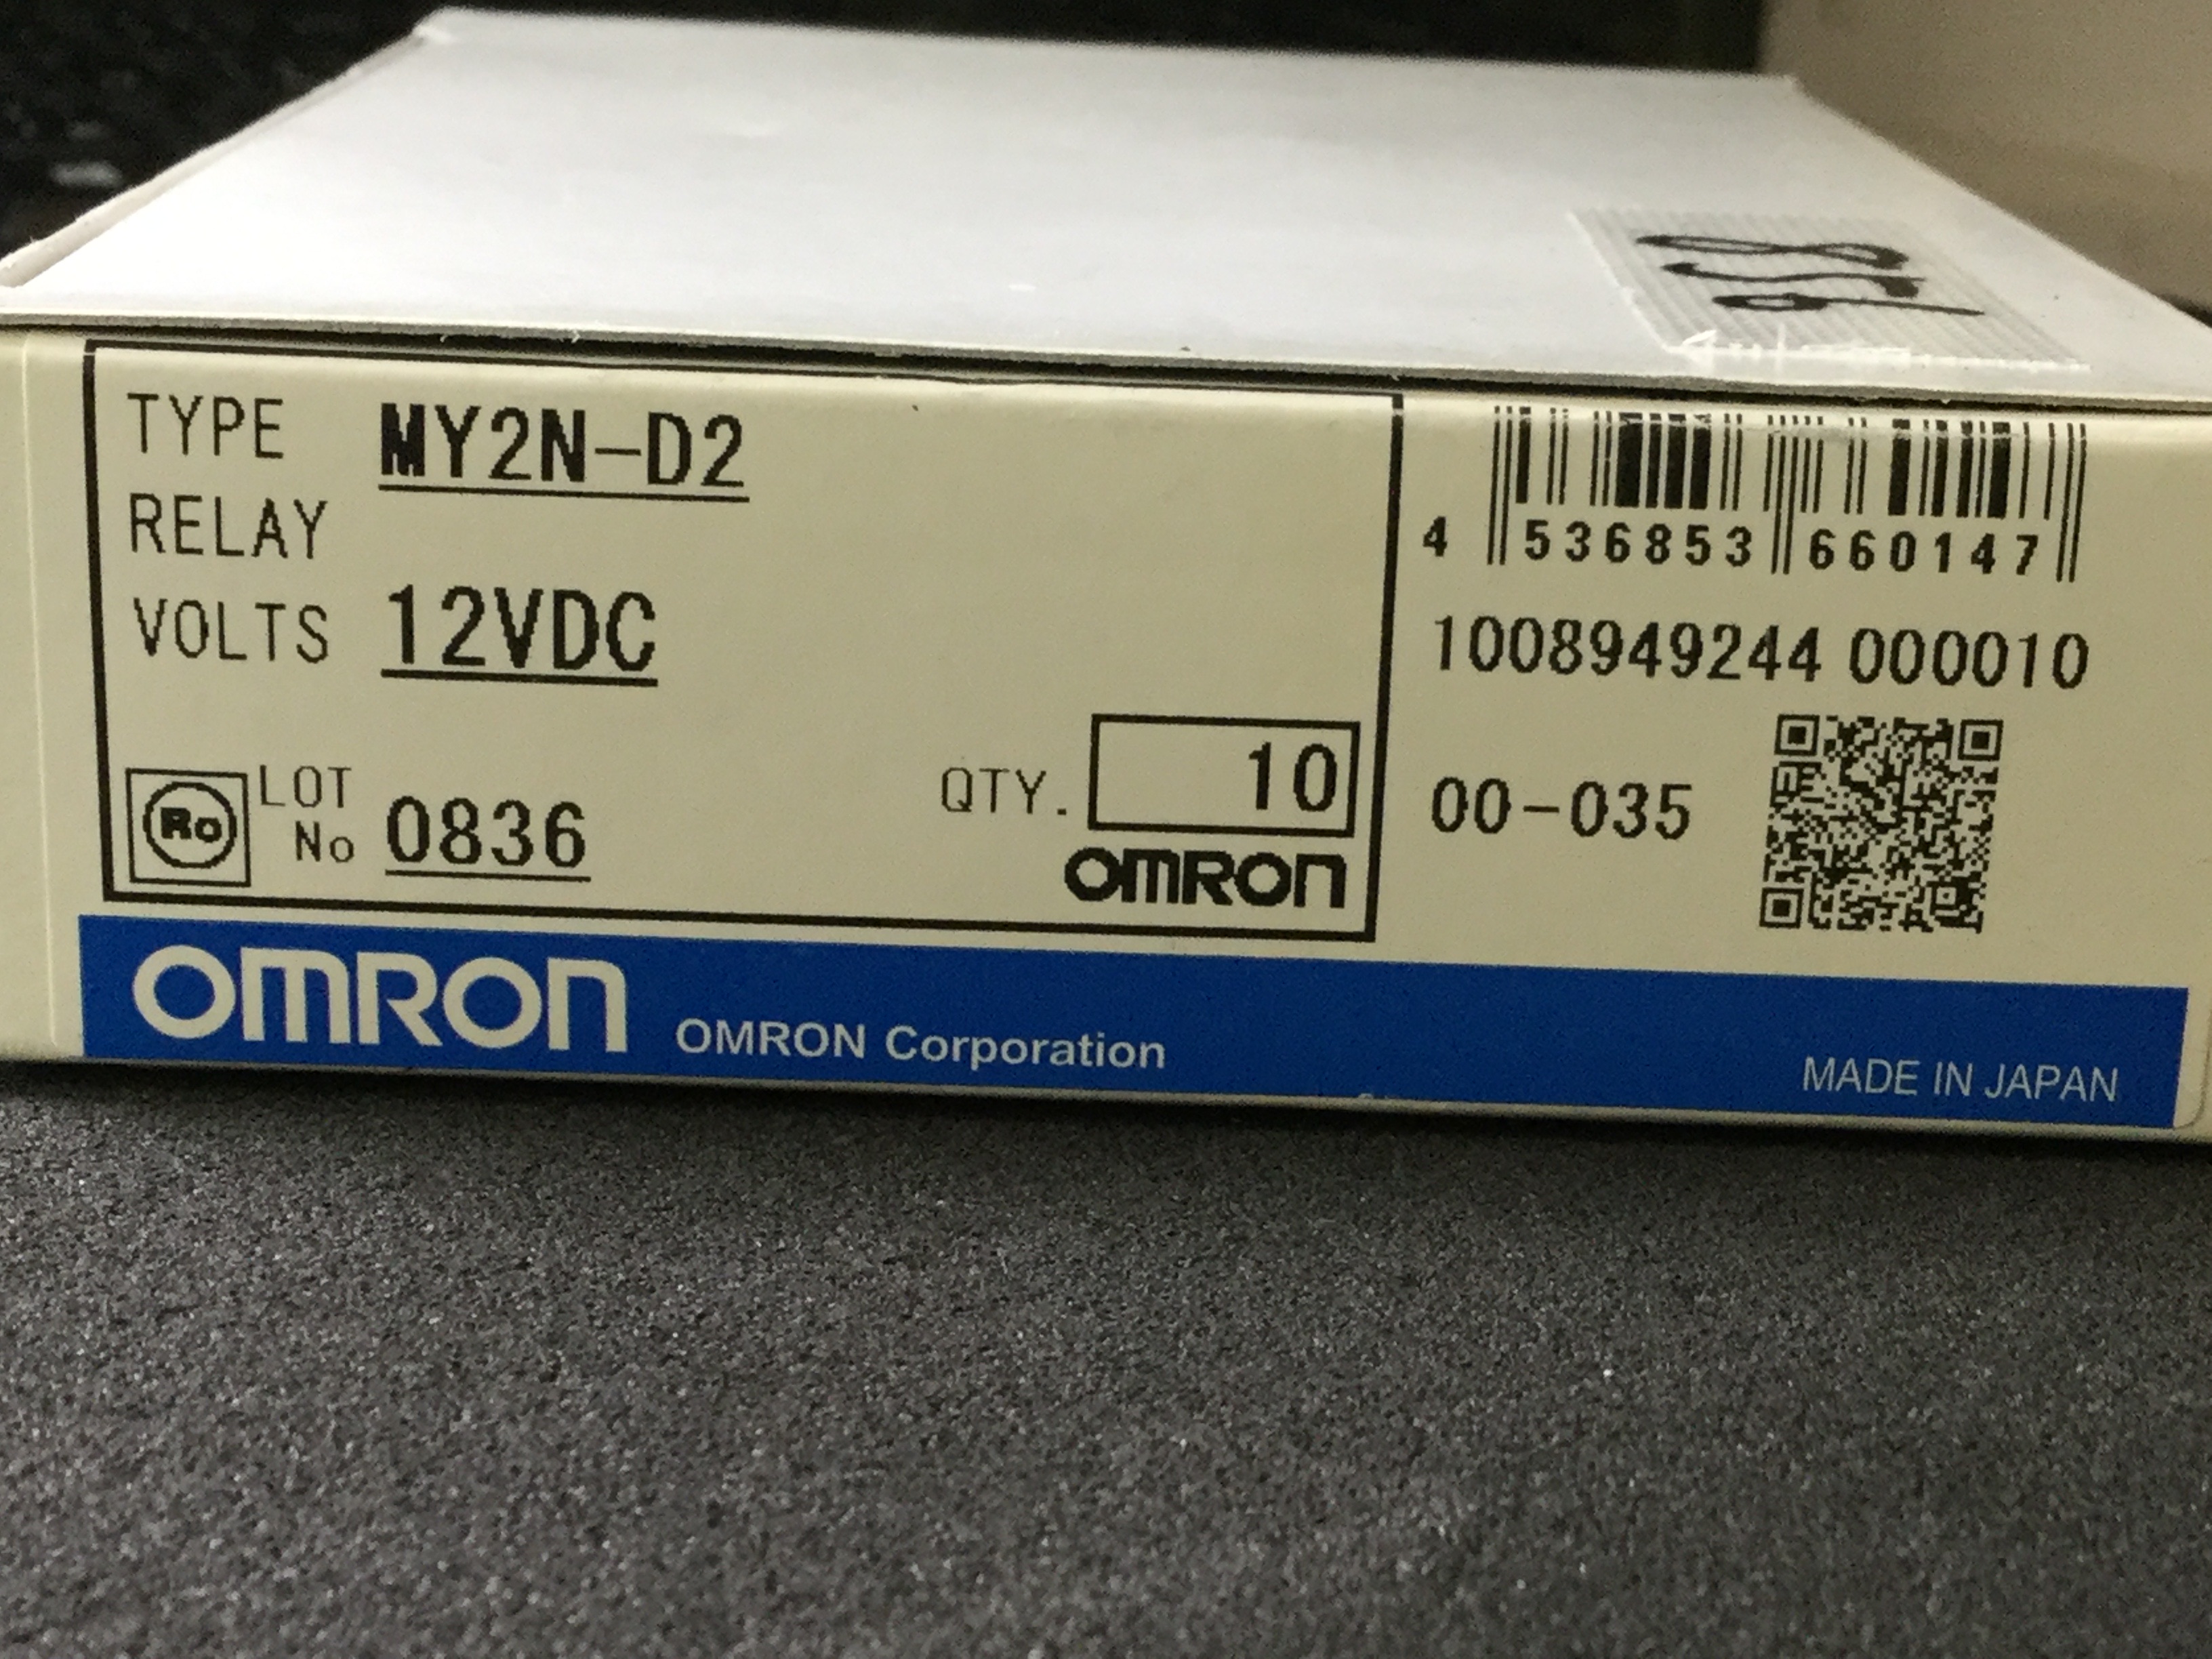 TYPE MY2N-D2
RELAY
VOLTS 12VDC
Ro LOT No 0836
QTY. 10
OMRON
4 536853 660147
1008949244 000010
00-035
OMRON OMRON Corporation
MADE IN JAPAN